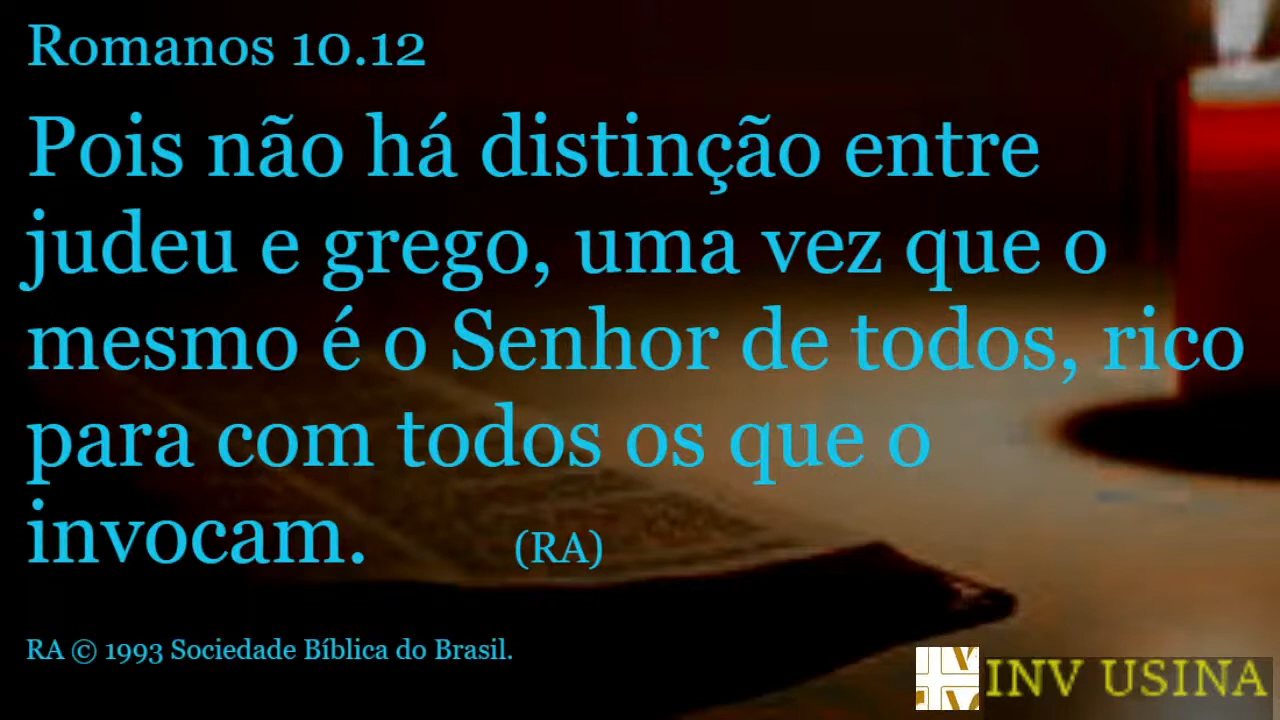 Romanos 10.12
Pois não há distinção entre
judeu e grego, uma vez que o
mesmo é o Senhor de todos, rico
para com todos os que o
invocam. (RA)
RA © 1993 Sociedade Bíblica do Brasil.
INV USINA